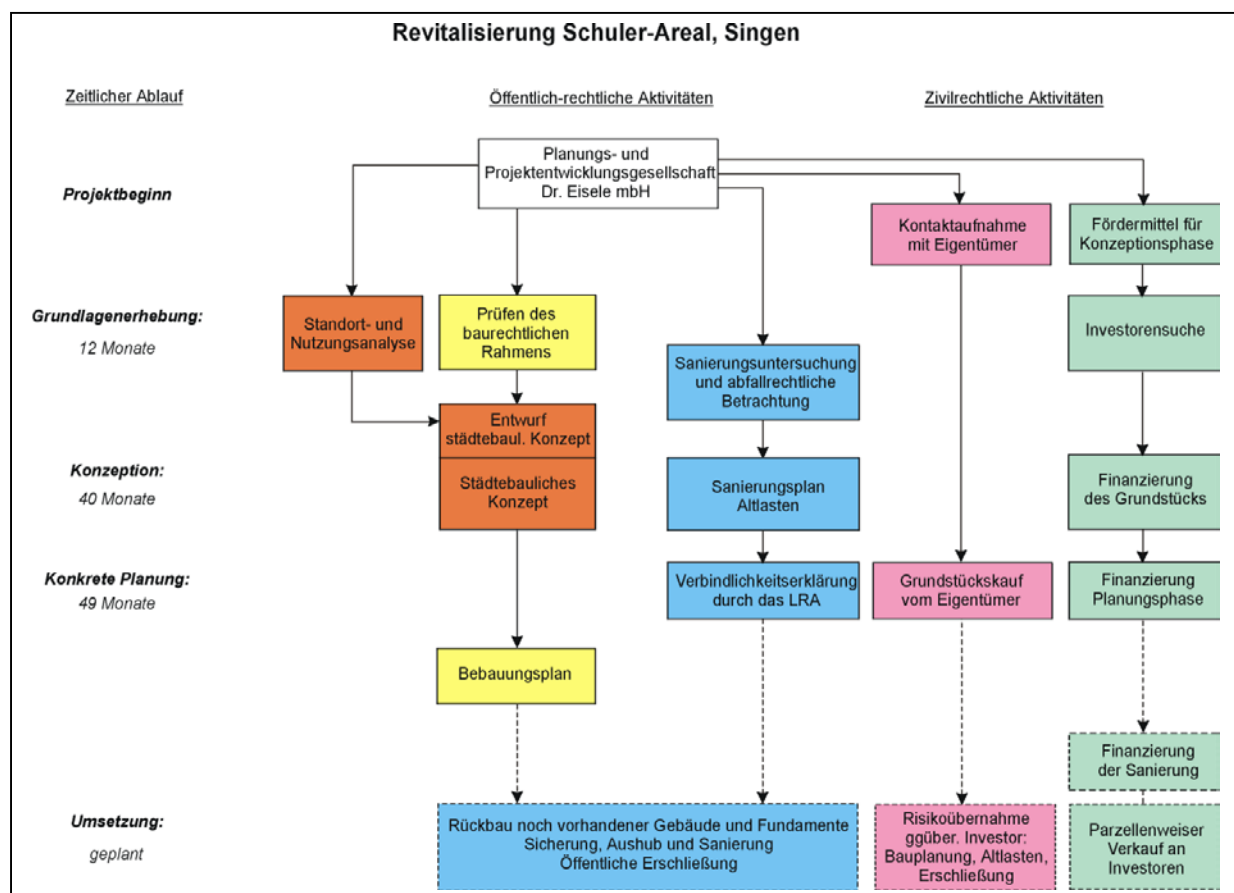 Revitalisierung Schuler-Areal, Singen
Zeitlicher Ablauf
Öffentlich-rechtliche Aktivitäten
Zivilrechtliche Aktivitäten
Projektbeginn
Planungs- und
Projektentwicklungsgesellschaft
Dr. Eisele mbH
Kontaktaufnahme
mit Eigentümer
Fördermittel für
Konzeptionsphase
Grundlagenerhebung:
12 Monate
Standort- und
Nutzungsanalyse
Prüfen des
baurechtlichen
Rahmens
Sanierungsuntersuchung
und abfallrechtliche
Betrachtung
Investorensuche
Entwurf
städtebaul. Konzept
Konzeption:
40 Monate
Städtebauliches
Konzept
Sanierungsplan
Altlasten
Finanzierung
des Grundstücks
Konkrete Planung:
49 Monate
Verbindlichkeitserklärung
durch das LRA
Grundstückskauf
vom Eigentümer
Finanzierung
Planungsphase
Bebauungsplan
Finanzierung
der Sanierung
Umsetzung:
geplant
Rückbau noch vorhandener Gebäude und Fundamente
Sicherung, Aushub und Sanierung
Öffentliche Erschließung
Risikoübernahme
ggüber. Investor:
Bauplanung, Altlasten,
Erschließung
Parzellenweiser
Verkauf an
Investoren